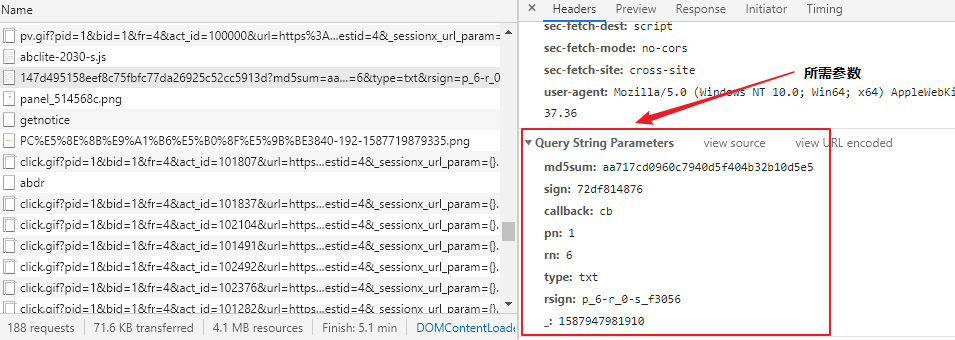 Name
pv.gif?pid=1&bid=1&fr=4&act_id=100000&url=https%3A...estid=4&_sessionx_url_param=
abclite-2030-s.js
147d495158eef8c75fbfc77da26925c52cc5913d?md5sum=aa...=6&type=txt&rsign=p_6-r_0
panel_514568c.png
getnotice
PC%E5%8E%8B%E9%A1%B6%E5%B0%8F%E5%9B%BE3840-192-1587719879335.png
click.gif?pid=1&bid=1&fr=4&act_id=101807&url=https...estid=4&_sessionx_url_param={}.
abdr
click.gif?pid=1&bid=1&fr=4&act_id=101837&url=https...estid=4&_sessionx_url_param={}.
click.gif?pid=1&bid=1&fr=4&act_id=102104&url=https...estid=4&_sessionx_url_param={}.
click.gif?pid=1&bid=1&fr=4&act_id=101491&url=https...estid=4&_sessionx_url_param={}.
click.gif?pid=1&bid=1&fr=4&act_id=102492&url=https...estid=4&_sessionx_url_param={}.
click.gif?pid=1&bid=1&fr=4&act_id=102376&url=https...estid=4&_sessionx_url_param={}.
click.gif?pid=1&bid=1&fr=4&act_id=101282&url=https...estid=4&_sessionx_url_param={}.
188 requests 71.6 KB transferred 4.1 MB resources Finish: 5.1 min DOMContentLoade
× Headers Preview Response Initiator Timing
sec-fetch-dest: script
sec-fetch-mode: no-cors
sec-fetch-site: cross-site
所需参数
user-agent: Mozilla/5.0 (Windows NT 10.0; Win64; x64) AppleWebKi
37.36
Query String Parameters view source view URL encoded
md5sum: aa717cd0960c7940d5f404b32b10d5e5
sign: 72df814876
callback: cb
pn: 1
rn: 6
type: txt
rsign: p_6-r_0-s_f3056
_: 1587947981910